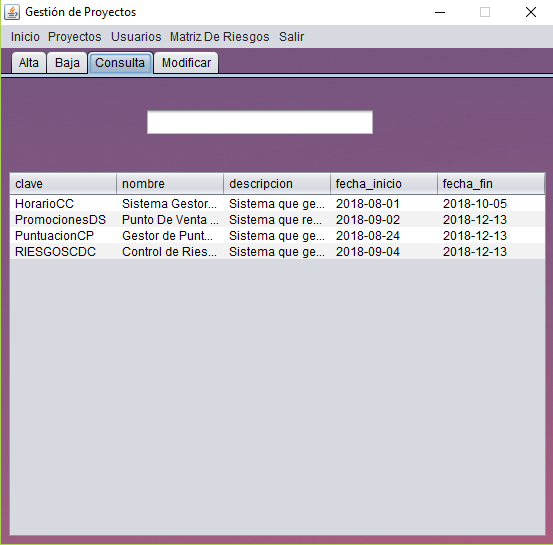 Gestión de Proyectos
Inicio Proyectos Usuarios Matriz De Riesgos Salir
Alta Baja Consulta Modificar
clave nombre descripcion fecha_inicio fecha_fin
HorarioCC Sistema Gestor... Sistema que ge... 2018-08-01 2018-10-05
PromocionesDS Punto De Venta ... Sistema que re... 2018-09-02 2018-12-13
PuntuacionCP Gestor de Punt... Sistema que ge... 2018-08-24 2018-12-13
RIESGOSCDC Control de Ries... Sistema que ge... 2018-09-04 2018-12-13